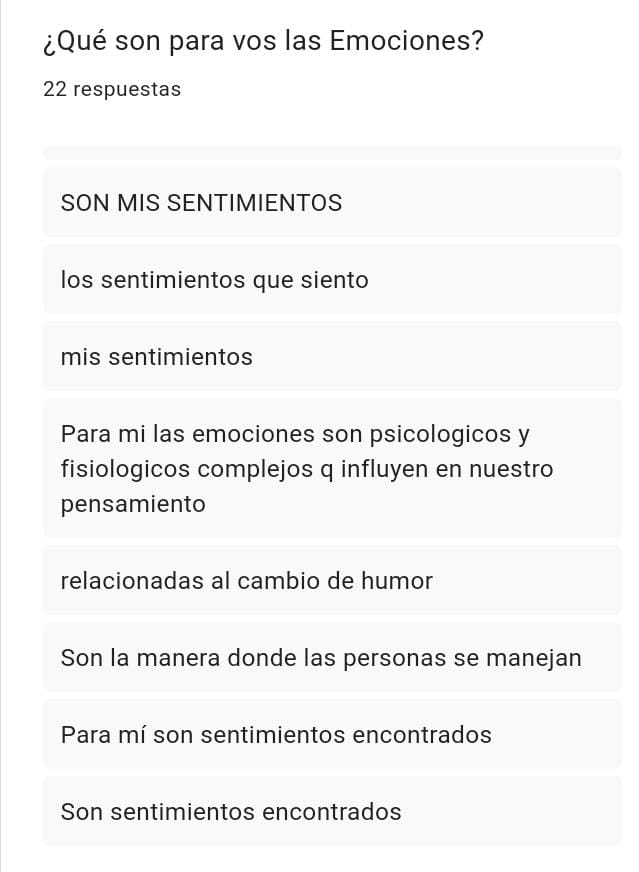 ¿Qué son para vos las Emociones?
22 respuestas
SON MIS SENTIMIENTOS
los sentimientos que siento
mis sentimientos
Para mi las emociones son psicologicos y
fisiologicos complejos q influyen en nuestro
pensamiento
relacionadas al cambio de humor
Son la manera donde las personas se manejan
Para mí son sentimientos encontrados
Son sentimientos encontrados